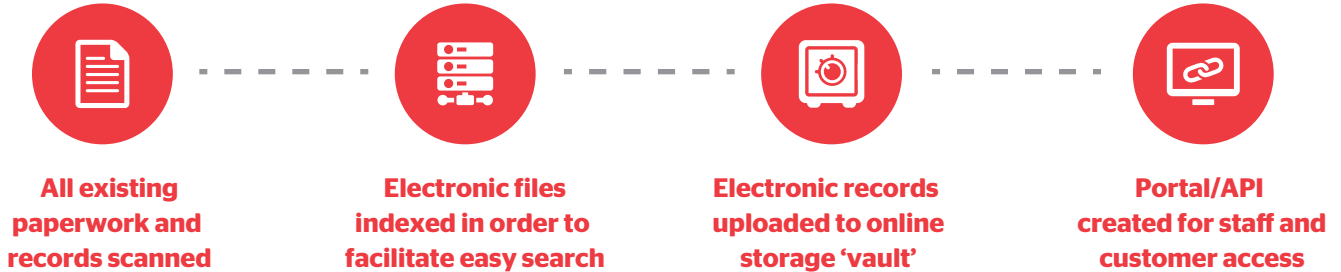 All existing
paperwork and
records scanned
Electronic files
indexed in order to
facilitate easy search
Electronic records
uploaded to online
storage ‘vault’
Portal/API
created for staff and
customer access